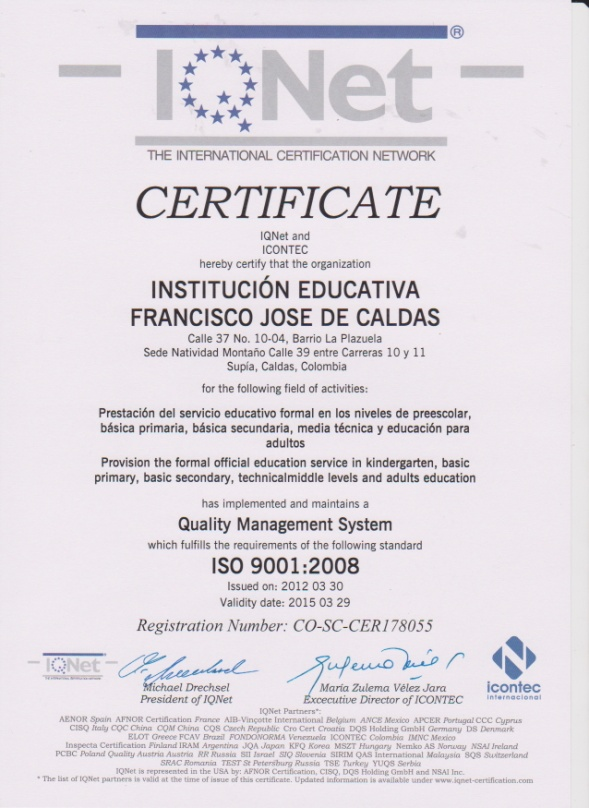 IQNet®
THE INTERNATIONAL CERTIFICATION NETWORK
CERTIFICATE
IQNet and
ICONTEC
hereby certify that the organization
INSTITUCIÓN EDUCATIVA
FRANCISCO JOSE DE CALDAS
Calle 37 No. 10-04, Barrio La Plazuela
Sede Natividad Montaño Calle 39 entre Carreras 10 y 11
Supía, Caldas, Colombia
for the following field of activities:
Prestación del servicio educativo formal en los niveles de preescolar,
básica primaria, básica secundaria, media técnica y educación para
adultos
Provision the formal official education service in kindergarten, basic
primary, basic secondary, technicalmiddle levels and adults education
has implemented and maintains a
Quality Management System
which fulfills the requirements of the following standard
ISO 9001:2008
Issued on: 2012 03 30
Validity date: 2015 03 29
Registration Number: CO-SC-CER178055
IQNet
Michael Drechsel
President of IQNet
María Zulema Vélez Jara
Excecutive Director of ICONTEC
icontec
internacional
IQNet Partners*:
AENOR Spain AFNOR Certification France AIB-Vinçotte International Belgium ANCE Mexico APCER Portugal CCC Cyprus
CISQ Italy CQC China CQM China CQS Czech Republic Cro Cert Croatia DQS Holding GmbH Germany DS Denmark
ELOT Greece FCAV Brazil FONDONORMA Venezuela ICONTEC Colombia IMNC Mexico
Inspecta Certification Finland IRAM Argentina JQA Japan KFQ Korea MSZT Hungary Nemko AS Norway NSAI Ireland
PCBC Poland Quality Austria Austria RR Russia SII Israel SIQ Slovenia SIRIM QAS International Malaysia SQS Switzerland
SRAC Romania TEST St Petersburg Russia TSE Turkey YUQS Serbia
IQNet is represented in the USA by: AFNOR Certification, CISQ, DQS Holding GmbH and NSAI Inc.
* The list of IQNet partners is valid at the time of issue of this certificate. Updated information is available under www.iqnet-certification.com